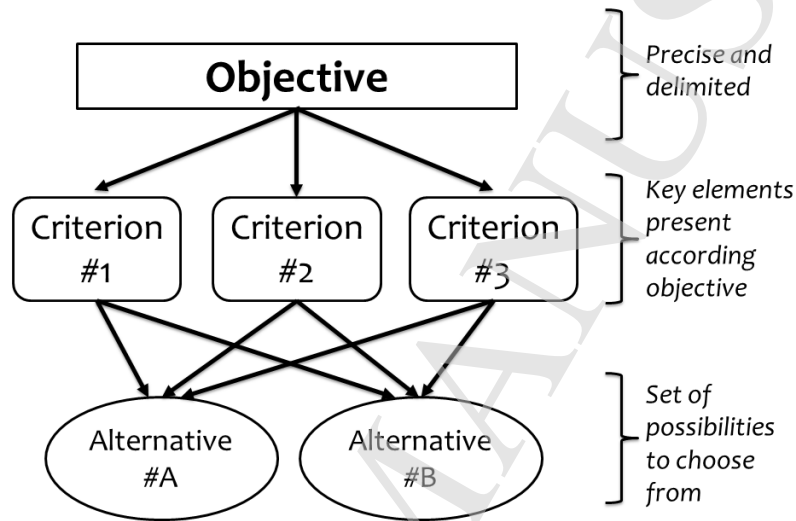 Objective
Precise and
delimited
Criterion
#1
Criterion
#2
Criterion
#3
Key elements
present
according
objective
Alternative
#A
Alternative
#B
Set of
possibilities
to choose
from
MANUS